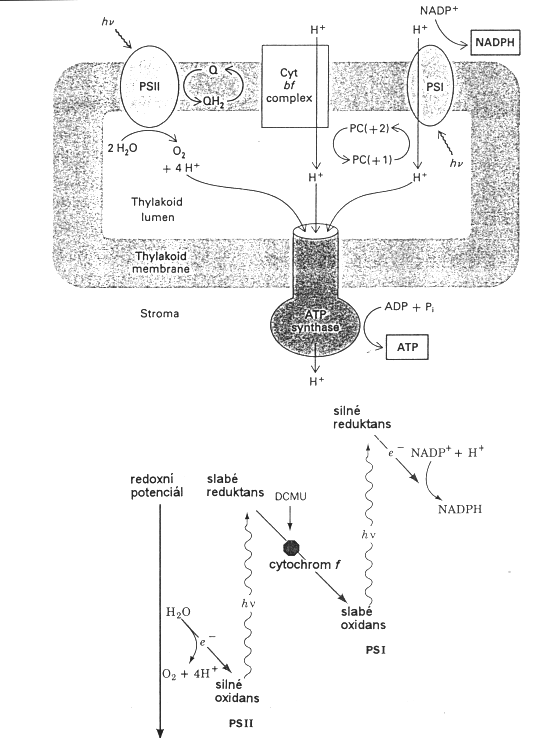 hν
PSII
Q
QH₂
2 H₂O
O₂
+ 4 H⁺
H⁺
Cyt
bf
complex
PC(+2)
PC(+1)
H⁺
H⁺
NADP⁺
NADPH
PSI
hν
H⁺
Thylakoid
lumen
Thylakoid
membrane
Stroma
ATP
synthase
ADP + Pᵢ
ATP
H⁺
redoxní
potenciál
slabé
reduktans
DCMU
cytochrom f
silné
reduktans
e⁻ NADP⁺ + H⁺
NADPH
hν
hν
H₂O
e⁻
O₂ + 4H⁺
silné
oxidans
PSII
slabé
oxidans
PSI